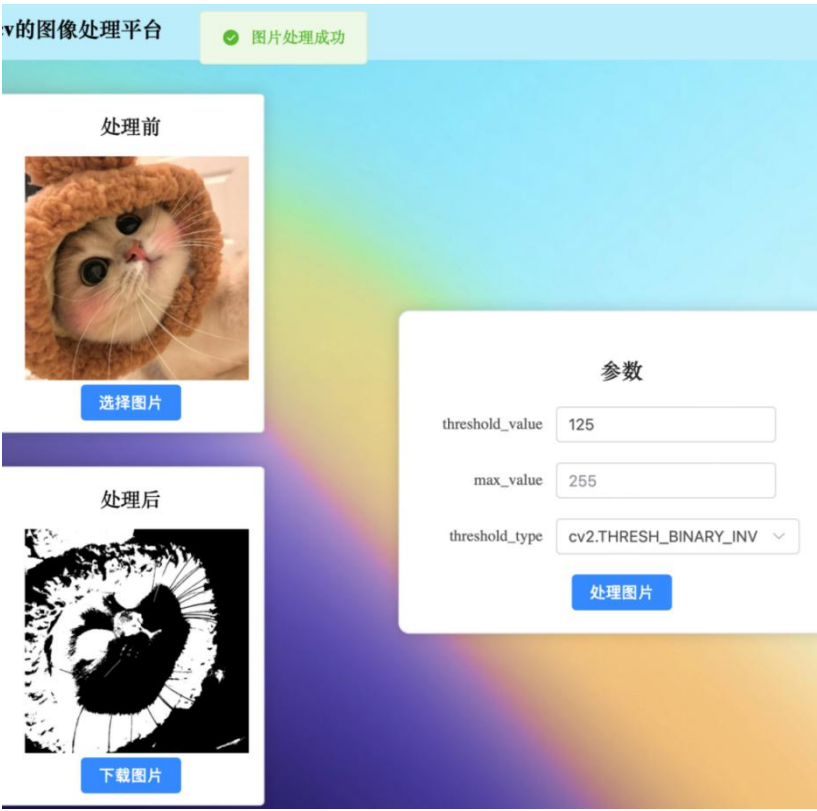 cv的图像处理平台
图片处理成功
处理前
选择图片
处理后
下载图片
参数
threshold_value 125
max_value 255
threshold_type cv2.THRESH_BINARY_INV
处理图片